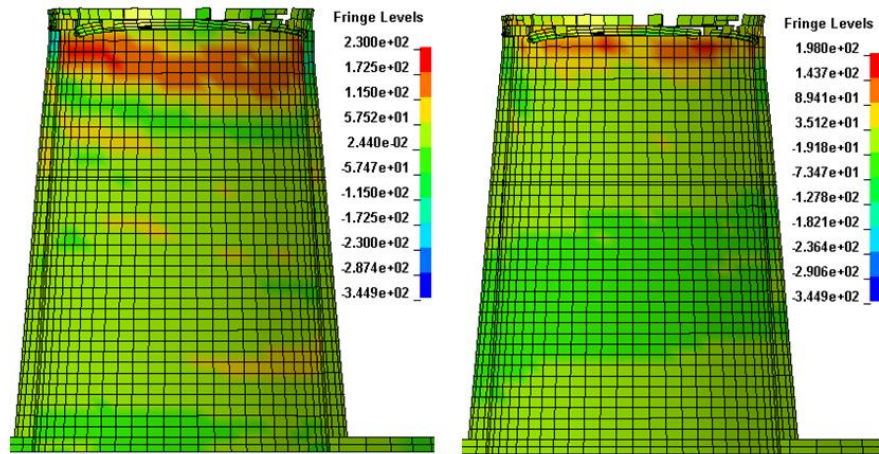 Fringe Levels
2.300e+02
1.725e+02
1.150e+02
5.752e+01
2.440e-02
-5.747e+01
-1.150e+02
-1.725e+02
-2.300e+02
-2.874e+02
-3.449e+02
Fringe Levels
1.980e+02
1.437e+02
8.941e+01
3.512e+01
-1.918e+01
-7.347e+01
-1.278e+02
-1.821e+02
-2.364e+02
-2.906e+02
-3.449e+02